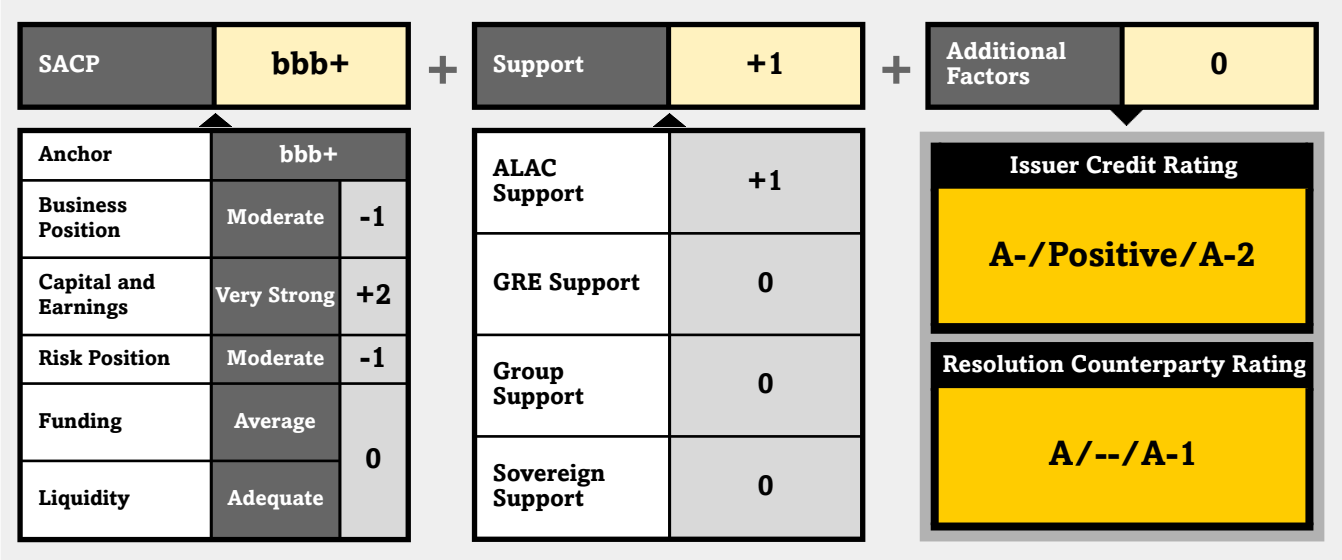 SACP
bbb+
+
Support
+1
+
Additional
Factors
0
Anchor
bbb+
Business
Position
Moderate
-1
Capital and
Earnings
Very Strong
+2
Risk Position
Moderate
-1
Funding
Average
0
Liquidity
Adequate
ALAC
Support
+1
GRE Support
0
Group
Support
0
Sovereign
Support
0
Issuer Credit Rating
A-/Positive/A-2
Resolution Counterparty Rating
A/--/A-1